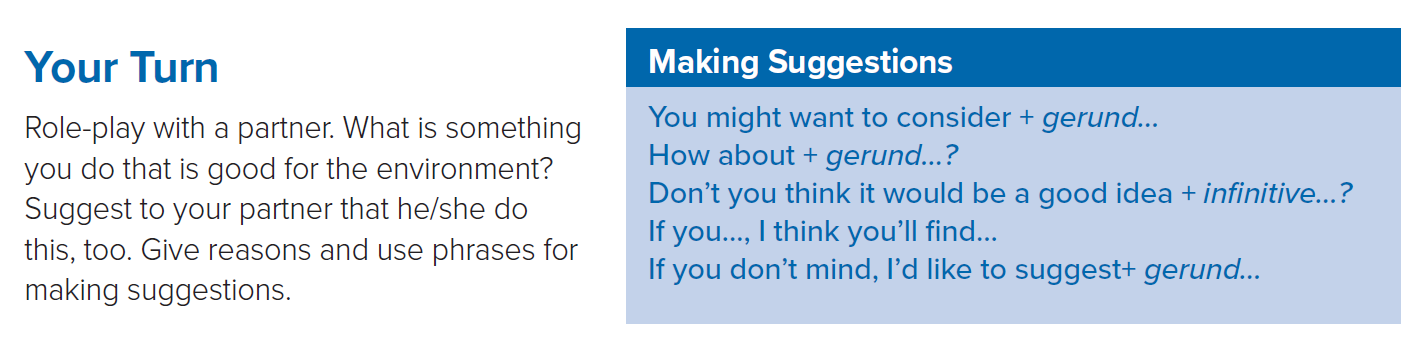 Your Turn
Role-play with a partner. What is something
you do that is good for the environment?
Suggest to your partner that he/she do
this, too. Give reasons and use phrases for
making suggestions.
Making Suggestions
You might want to consider + gerund...
How about + gerund...?
Don't you think it would be a good idea + infinitive...?
If you..., I think you'll find...
If you don't mind, I'd like to suggest+ gerund...